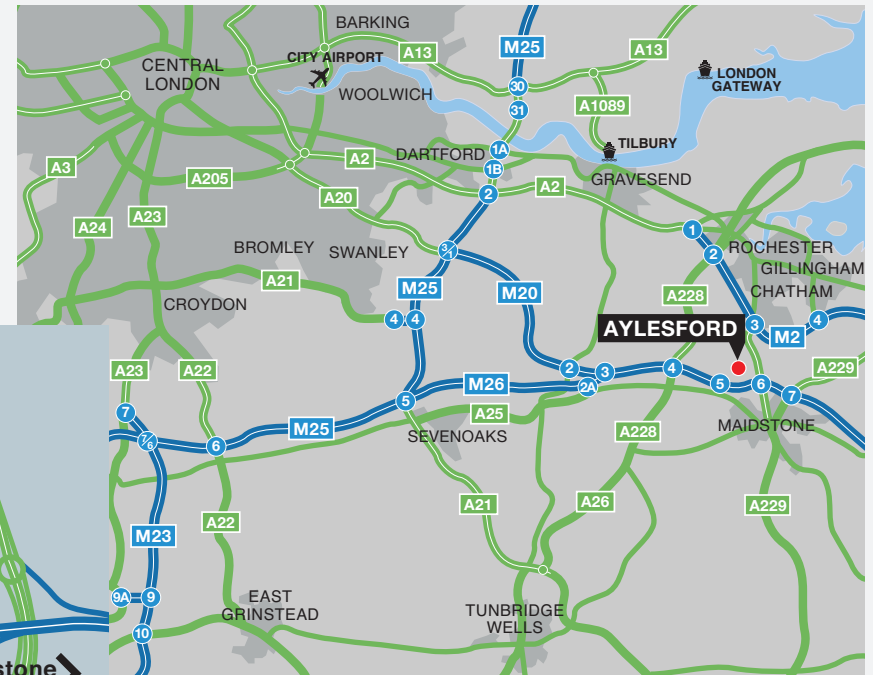 BARKING
A13
M25
A13
CITY AIRPORT
CENTRAL
LONDON
LONDON
GATEWAY
30
WOOLWICH
31
A1089
TILBURY
1A
DARTFORD
A2
1B
A3
A205
2
A2
GRAVESEND
A20
A23
A24
1
BROMLEY
SWANLEY
3/1
2
ROCHESTER
GILLINGHAM
A21
M25
M20
A228
CHATHAM
CROYDON
4
4
3
4
AYLESFORD
M2
A23
A22
2
3
4
A229
M26
2A
5
6
7
5
7
A25
M25
SEVENOAKS
A228
MAIDSTONE
7/6
6
A21
A26
A229
A22
M23
9A
9
EAST
GRINSTEAD
TUNBRIDGE
WELLS
10
stone